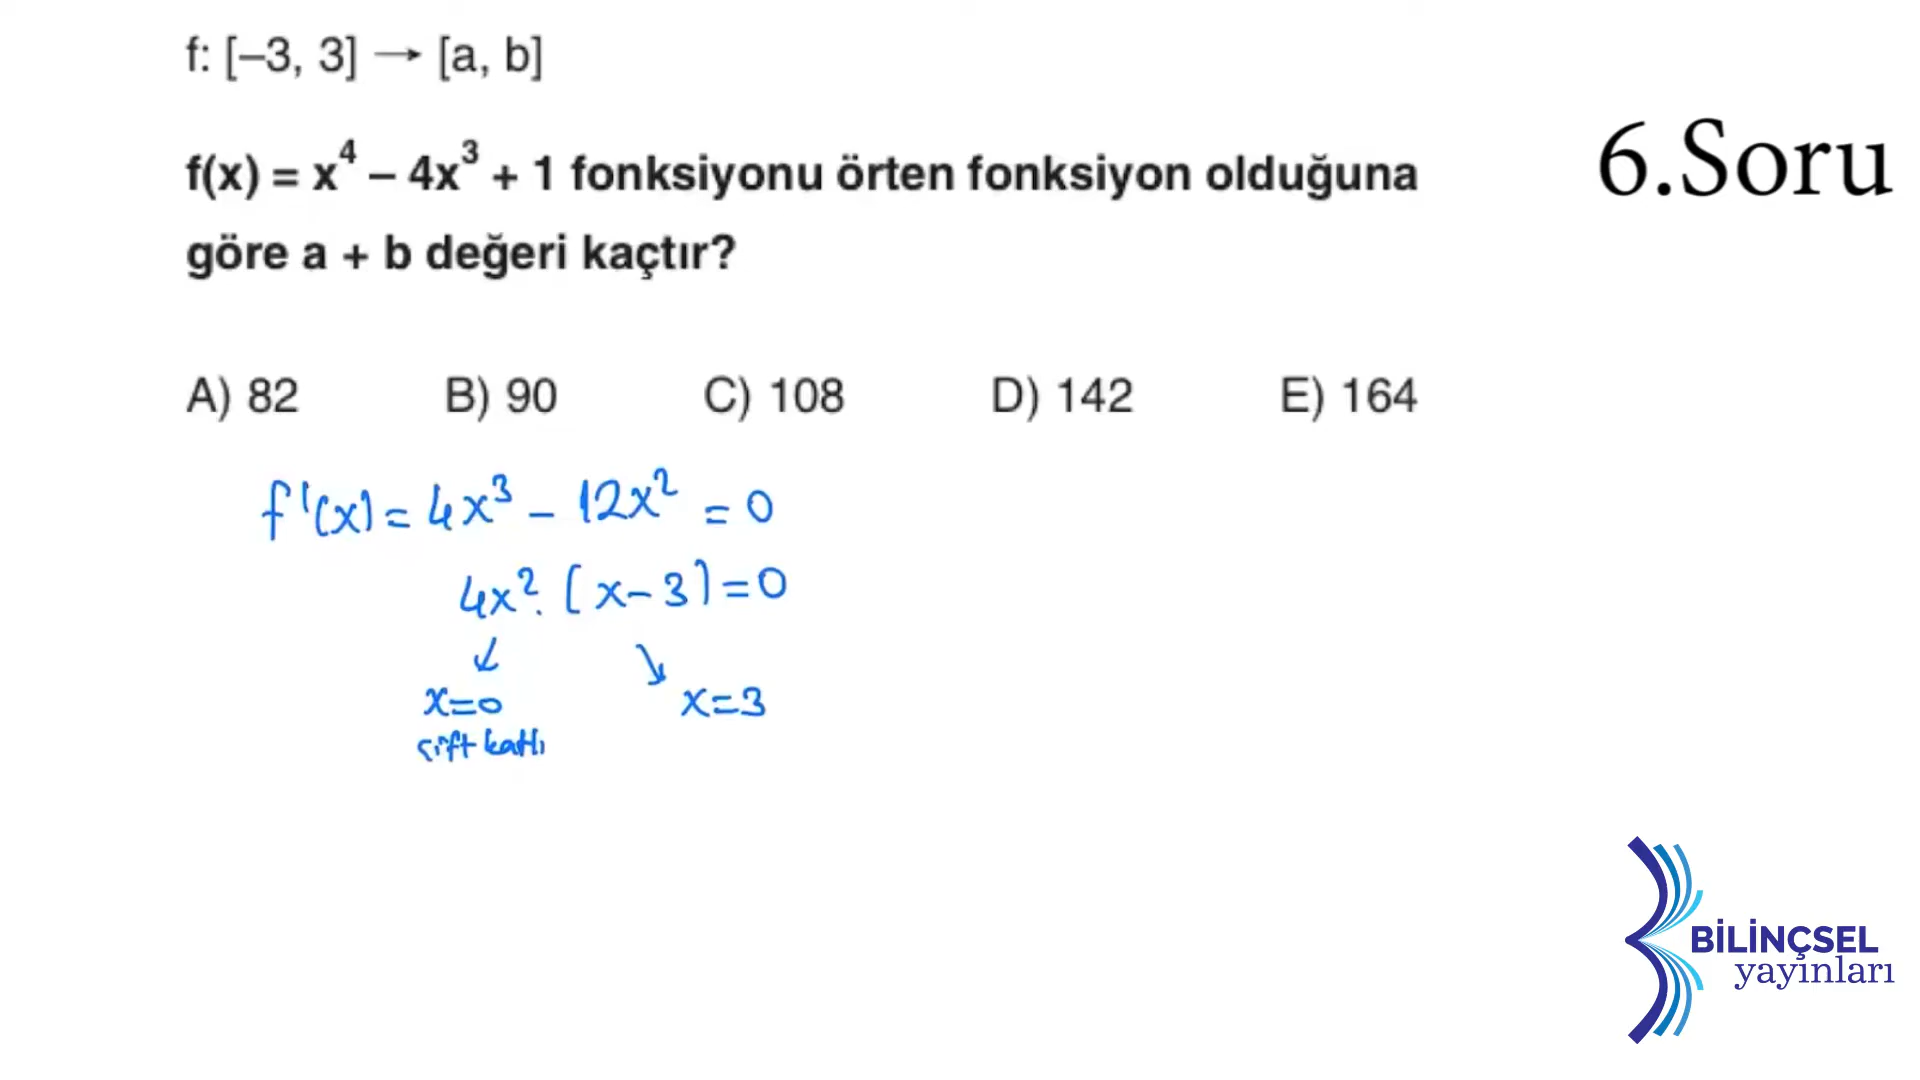 f: [–3, 3] → [a, b]
6.Soru
f(x) = x⁴ – 4x³ + 1 fonksiyonu örten fonksiyon olduğuna
göre a + b değeri kaçtır?
A) 82 B) 90 C) 108 D) 142 E) 164
f'(x) = 4x³ – 12x² = 0
4x² . (x – 3) = 0
↙ ↘
x=0 x=3
çift katlı
BİLİNÇSEL
yayınları